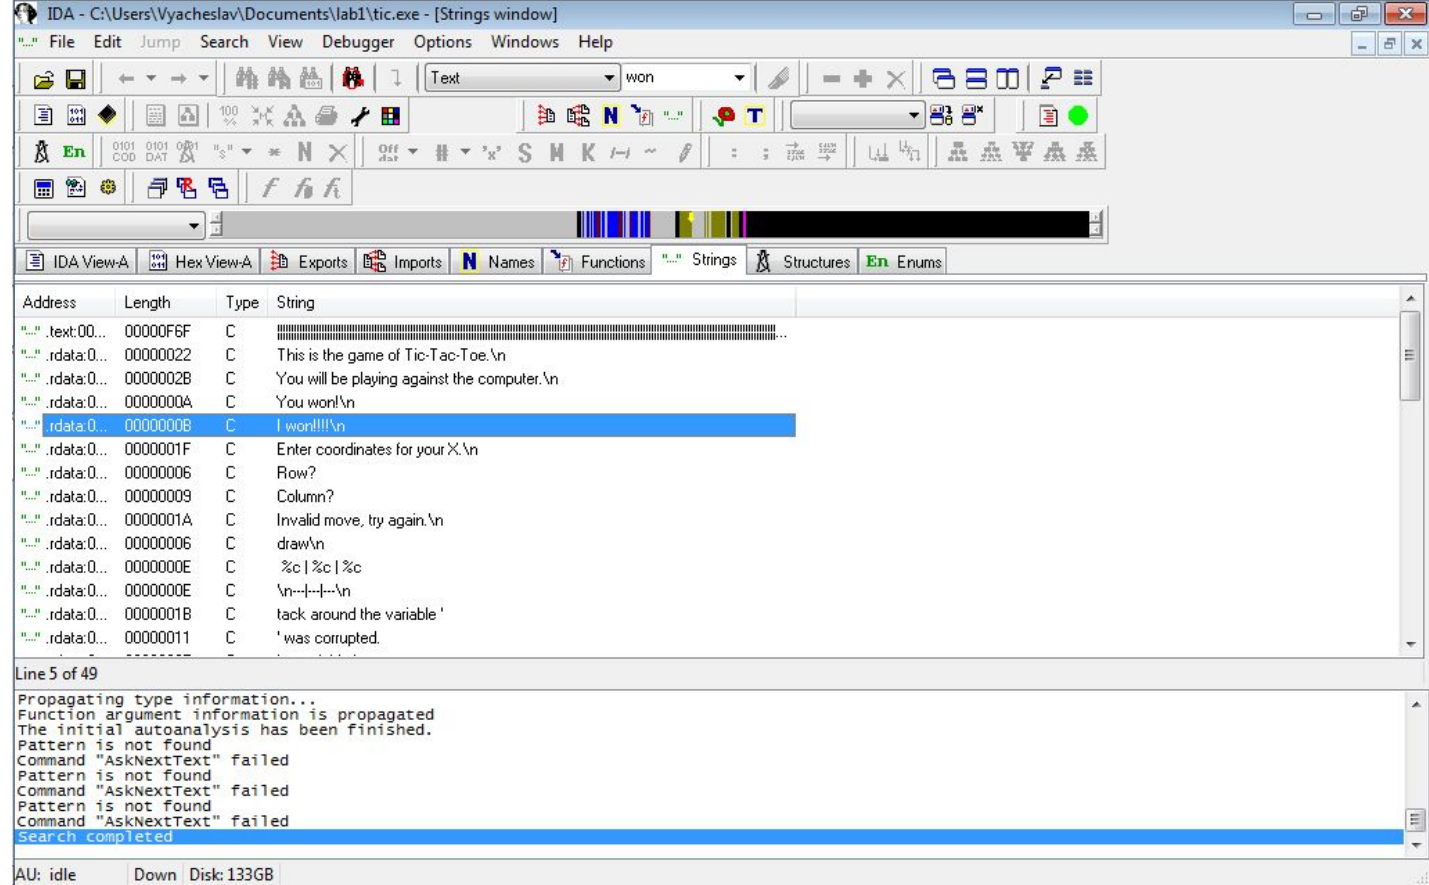 IDA - C:\Users\Vyacheslav\Documents\lab1\tic.exe - [Strings window]
File Edit Jump Search View Debugger Options Windows Help
Text won
En
IDA View-A Hex View-A Exports Imports N Names Functions Strings Structures En Enums
Address Length Type String
"..." .text:00... 00000F6F C
"..." .rdata:0... 00000022 C This is the game of Tic-Tac-Toe.\n
"..." .rdata:0... 0000002B C You will be playing against the computer.\n
"..." .rdata:0... 0000000A C You won!\n
"..." .rdata:0... 0000000B C I won!!!!\n
"..." .rdata:0... 0000001F C Enter coordinates for your X.\n
"..." .rdata:0... 00000006 C Row?
"..." .rdata:0... 00000009 C Column?
"..." .rdata:0... 0000001A C Invalid move, try again.\n
"..." .rdata:0... 00000006 C draw\n
"..." .rdata:0... 0000000E C %c | %c | %c
"..." .rdata:0... 0000000E C \n---|---|---\n
"..." .rdata:0... 0000001B C tack around the variable '
"..." .rdata:0... 00000011 C ' was corrupted.
Line 5 of 49
Propagating type information...
Function argument information is propagated
The initial autoanalysis has been finished.
Pattern is not found
Command "AskNextText" failed
Pattern is not found
Command "AskNextText" failed
Pattern is not found
Command "AskNextText" failed
Search completed
AU: idle Down Disk: 133GB